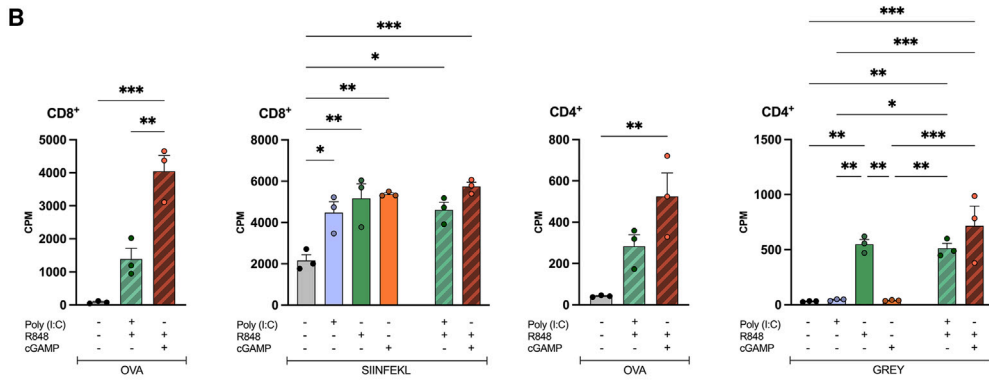 B
CD8+
***
**
CPM
5000
4000
3000
2000
1000
0
Poly (I:C) - + -
R848 - + +
cGAMP - - +
OVA
CD8+
***
*
**
**
*
CPM
8000
6000
4000
2000
0
Poly (I:C) - + - - + -
R848 - - + - + +
cGAMP - - - + - +
SIINFEKL
CD4+
**
CPM
800
600
400
200
0
Poly (I:C) - + -
R848 - + +
cGAMP - - +
OVA
CD4+
***
***
**
*
** ***
** ** **
CPM
1500
1000
500
0
Poly (I:C) - + - - + -
R848 - - + - + +
cGAMP - - - + - +
GREY